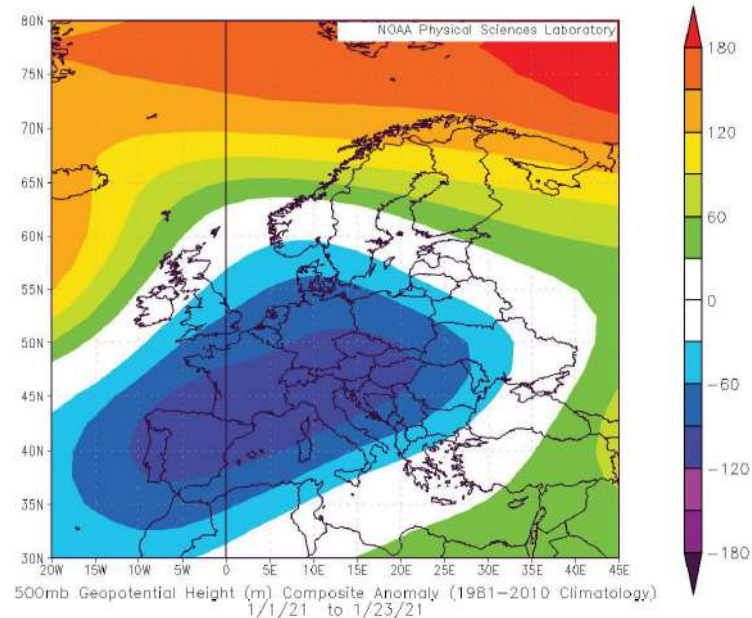 NOAA Physical Sciences Laboratory
80N
75N
70N
65N
60N
55N
50N
45N
40N
35N
30N
20W 15W 10W 5W 0 5E 10E 15E 20E 25E 30E 35E 40E 45E
180
120
60
0
-60
-120
-180
500mb Geopotential Height (m) Composite Anomaly (1981-2010 Climatology)
1/1/21 to 1/23/21